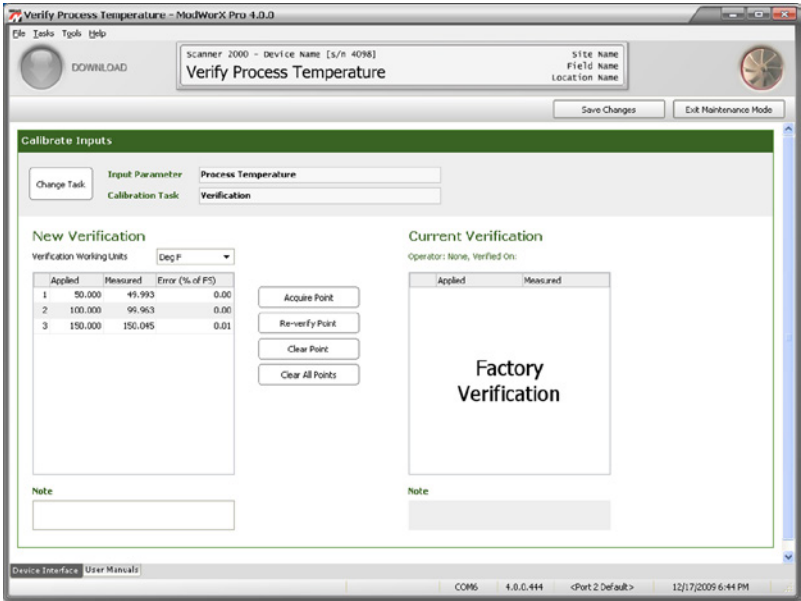 Verify Process Temperature - ModWorX Pro 4.0.0
File Tasks Tools Help
DOWNLOAD
Scanner 2000 - Device Name [s/n 4098]
Verify Process Temperature
Site Name
Field Name
Location Name
Save Changes
Exit Maintenance Mode
Calibrate Inputs
Change Task
Input Parameter Process Temperature
Calibration Task Verification
New Verification
Verification Working Units Deg F
Applied Measured Error (% of FS)
1 50.000 49.993 0.00
2 100.000 99.963 0.00
3 150.000 150.045 0.01
Acquire Point
Re-verify Point
Clear Point
Clear All Points
Note
Current Verification
Operator: None, Verified On:
Applied Measured
Factory
Verification
Note
Device Interface User Manuals
COM6 4.0.0.444 <Port 2 Default> 12/17/2009 6:44 PM